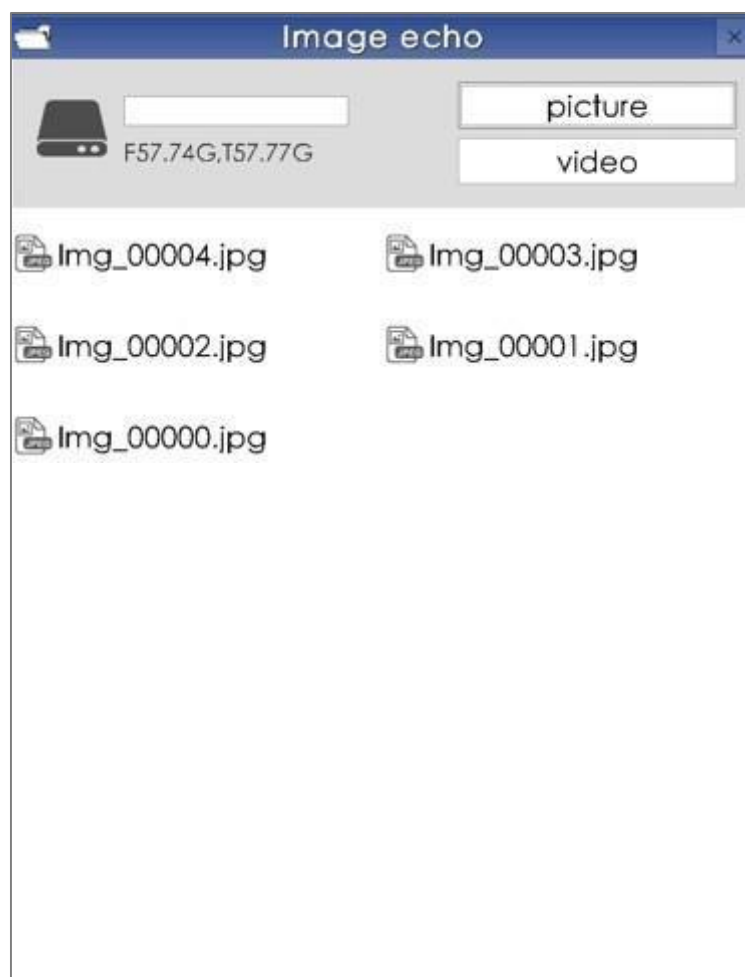 Image echo
picture
F57.74G,T57.77G
video
Img_00004.jpg Img_00003.jpg
Img_00002.jpg Img_00001.jpg
Img_00000.jpg